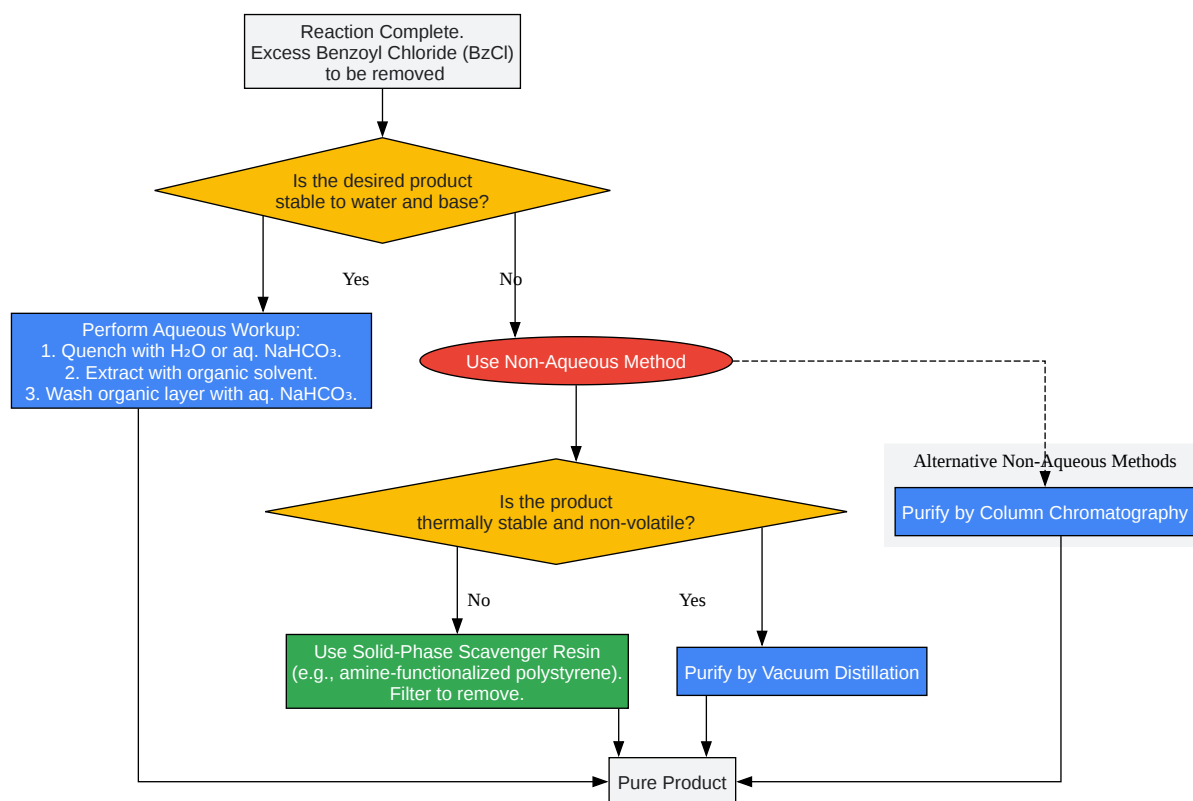 Reaction Complete.
Excess Benzoyl Chloride (BzCl)
to be removed
Is the desired product
stable to water and base?
Yes
No
Perform Aqueous Workup:
1. Quench with H₂O or aq. NaHCO₃.
2. Extract with organic solvent.
3. Wash organic layer with aq. NaHCO₃.
Use Non-Aqueous Method
Alternative Non-Aqueous Methods
Purify by Column Chromatography
Is the product
thermally stable and non-volatile?
No
Yes
Use Solid-Phase Scavenger Resin
(e.g., amine-functionalized polystyrene).
Filter to remove.
Purify by Vacuum Distillation
Pure Product